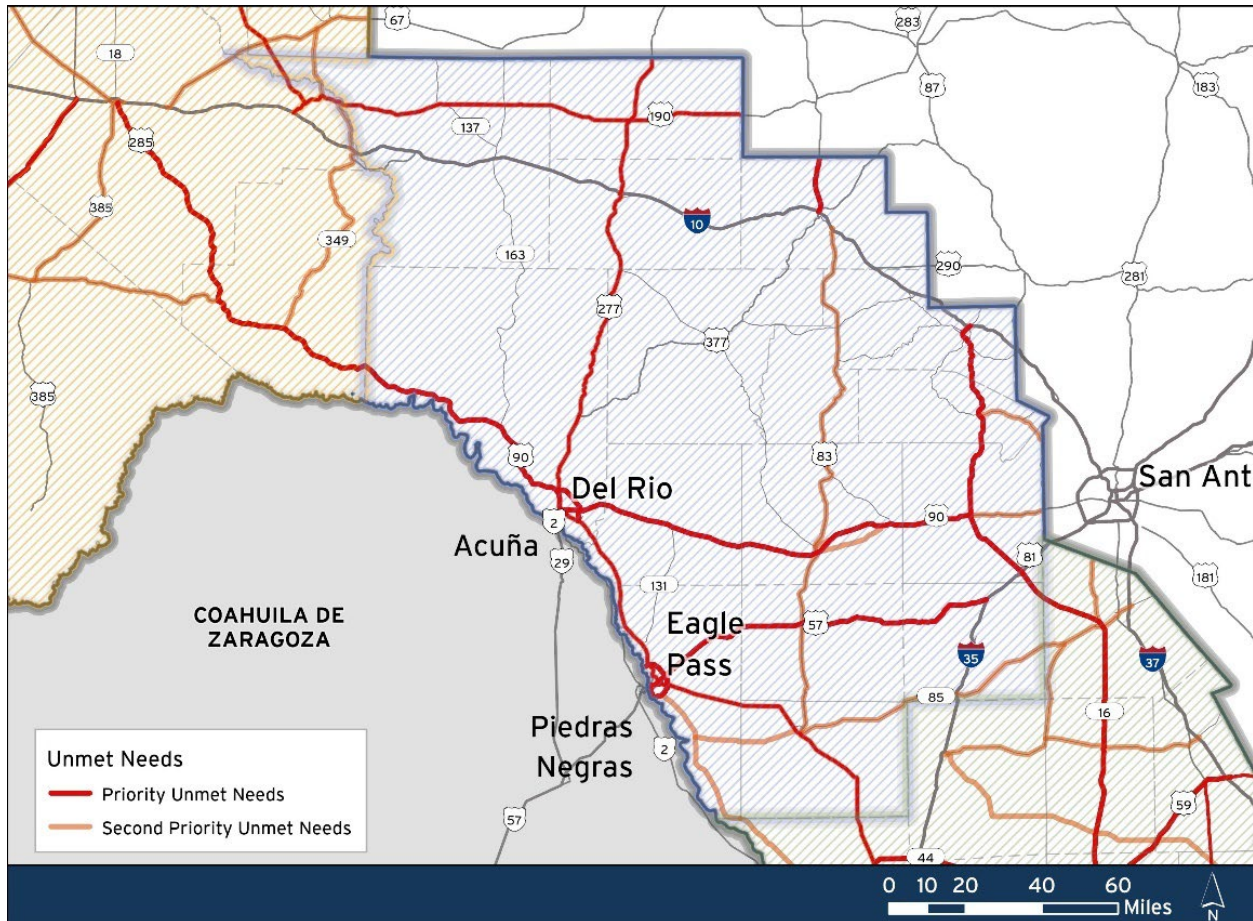 67
283
18
87
183
190
137
285
385
349
10
163
290
281
277
377
385
83
90
Del Rio
San Ant
90
2
Acuña
29
81
131
181
COAHUILA DE
ZARAGOZA
Eagle
Pass
57
35
37
85
16
Piedras
Negras
2
Unmet Needs
Priority Unmet Needs
Second Priority Unmet Needs
59
57
44
0 10 20 40 60
Miles
N